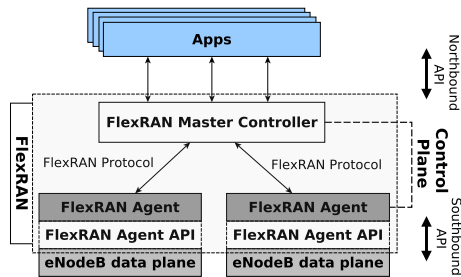 Apps
Northbound
API
FlexRAN Master Controller
FlexRAN
FlexRAN Protocol
FlexRAN Protocol
Control
Plane
FlexRAN Agent
FlexRAN Agent
FlexRAN Agent API
FlexRAN Agent API
Southbound
API
eNodeB data plane
eNodeB data plane